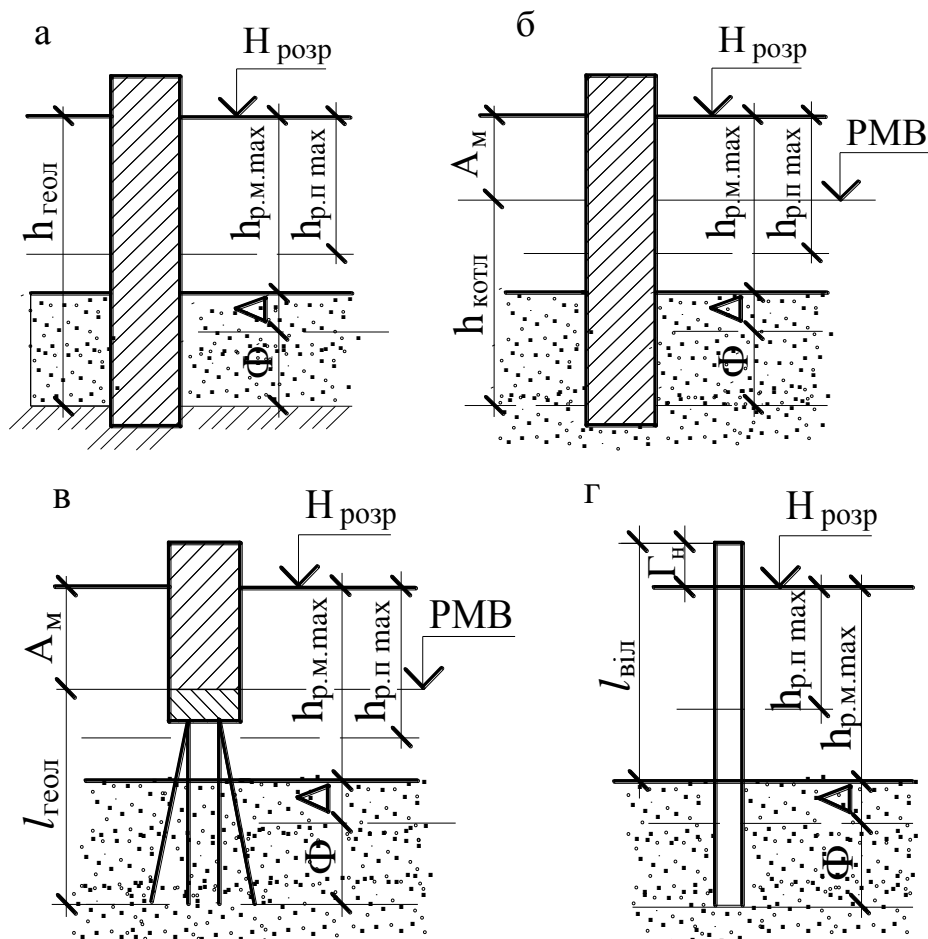 а
Н розр
h геол
h р.м.max
h р.п max
Δ
Ф
б
Н розр
А м
РМВ
h котл
h р.м.max
h р.п max
Δ
Ф
в
Н розр
А м
РМВ
l геол
h р.м.max
h р.п max
Δ
Ф
г
Н розр
Г н
l віл
h р.п max
h р.м.max
Δ
Ф